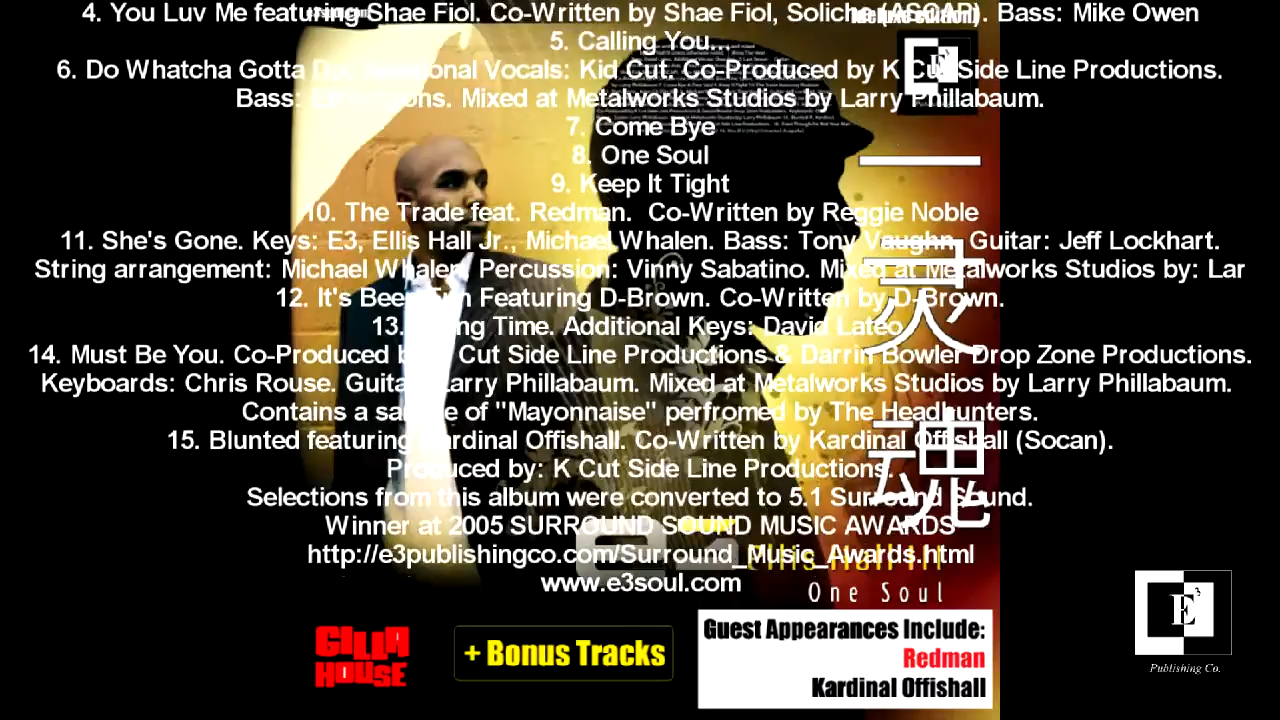 4. You Luv Me featuring Shae Fiol. Co-Written by Shae Fiol, Soliche (ASCAP). Bass: Mike Owen
5. Calling You...
6. Do Whatcha Gotta Vocals: Kid Cut. Co-Produced by K Cut Side Line Productions.
Bass: Mixed at Metalworks Studios by Larry Phillabaum.
7. Come Bye
8. One Soul
9. Keep It Tight
10. The Trade feat. Redman. Co-Written by Reggie Noble
11. She's Gone. Keys: E3, Ellis Hall Jr., Michael Whalen. Bass: Tony Vaughn, Guitar: Jeff Lockhart.
String arrangement: Michael Whalen, Percussion: Vinny Sabatino. Mixed at Metalworks Studios by: Lar
12. It's Been Featuring D-Brown. Co-Written by D-Brown.
13. Time. Additional Keys: David Lateo
14. Must Be You. Co-Produced Cut Side Line Productions & Darrin Bowler Drop Zone Productions.
Keyboards: Chris Rouse. Guitar: Larry Phillabaum. Mixed at Metalworks Studios by Larry Phillabaum.
Contains a sample of "Mayonnaise" perfromed by The Headhunters.
15. Blunted featuring Kardinal Offishall. Co-Written by Kardinal Offishall (Socan).
Produced by: K Cut Side Line Productions.
Selections from this album were converted to 5.1 Surround Sound.
Winner at 2005 SURROUND SOUND MUSIC AWARDS
http://e3publishingco.com/Surround_Music_Awards.html
www.e3soul.com
一
灵
魂
Ellis Hall III
One Soul
GILLA
HOUSE
+ Bonus Tracks
Guest Appearances Include:
Redman
Kardinal Offishall
E3
Publishing Co.